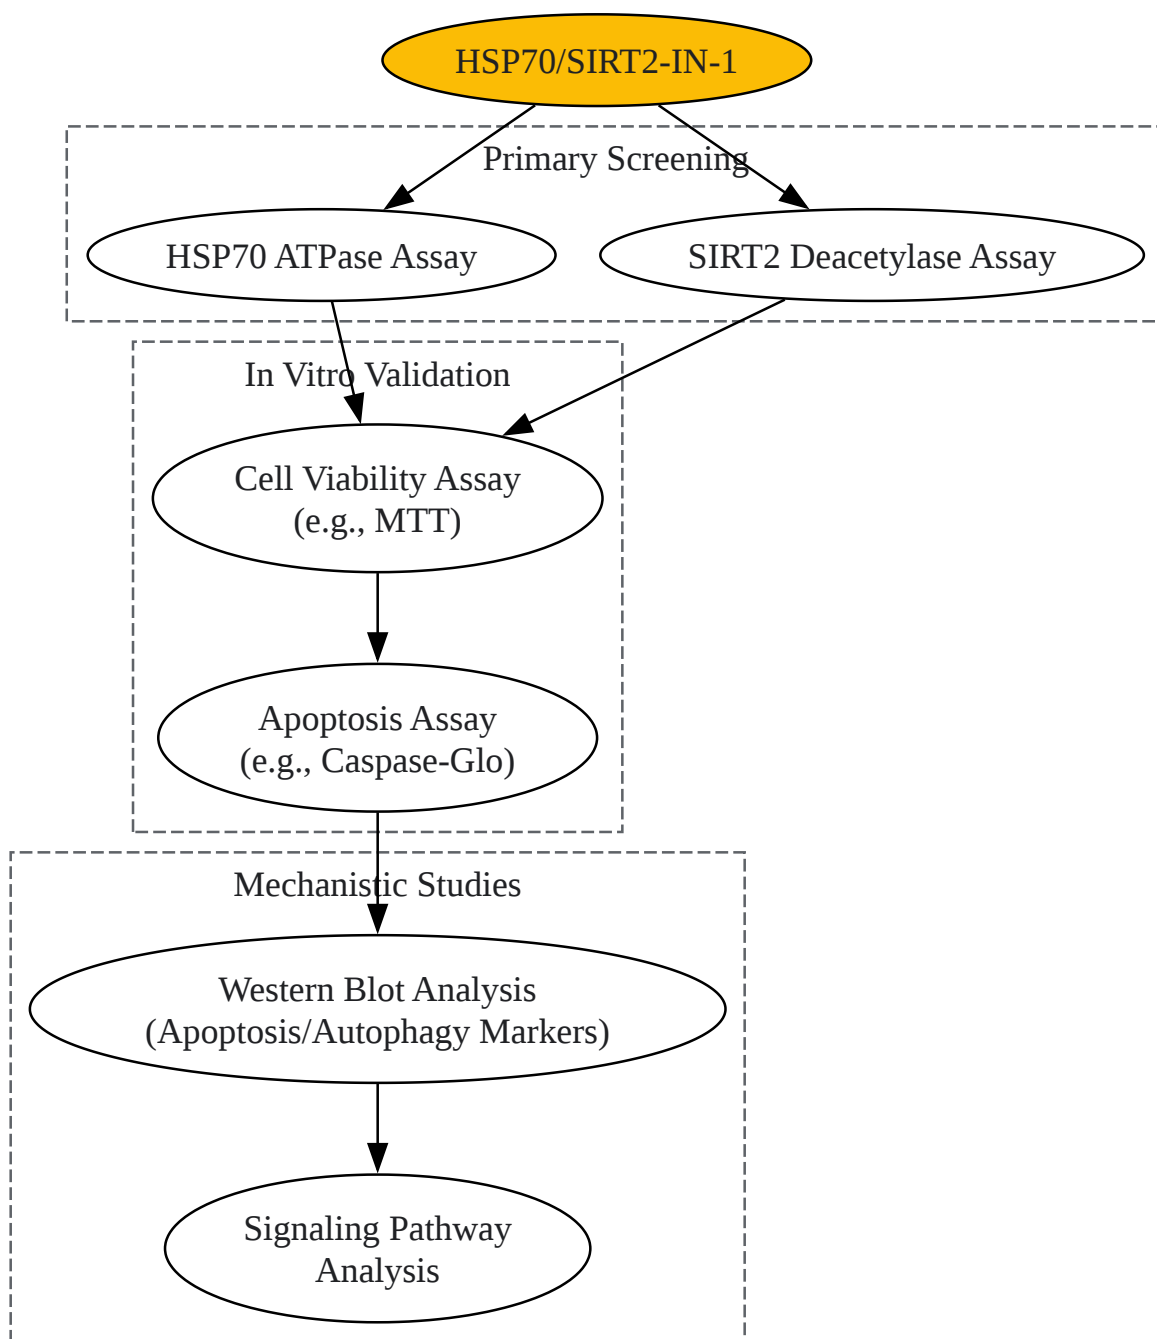 HSP70/SIRT2-IN-1
Primary Screening
HSP70 ATPase Assay
SIRT2 Deacetylase Assay
In Vitro Validation
Cell Viability Assay
(e.g., MTT)
Apoptosis Assay
(e.g., Caspase-Glo)
Mechanistic Studies
Western Blot Analysis
(Apoptosis/Autophagy Markers)
Signaling Pathway
Analysis